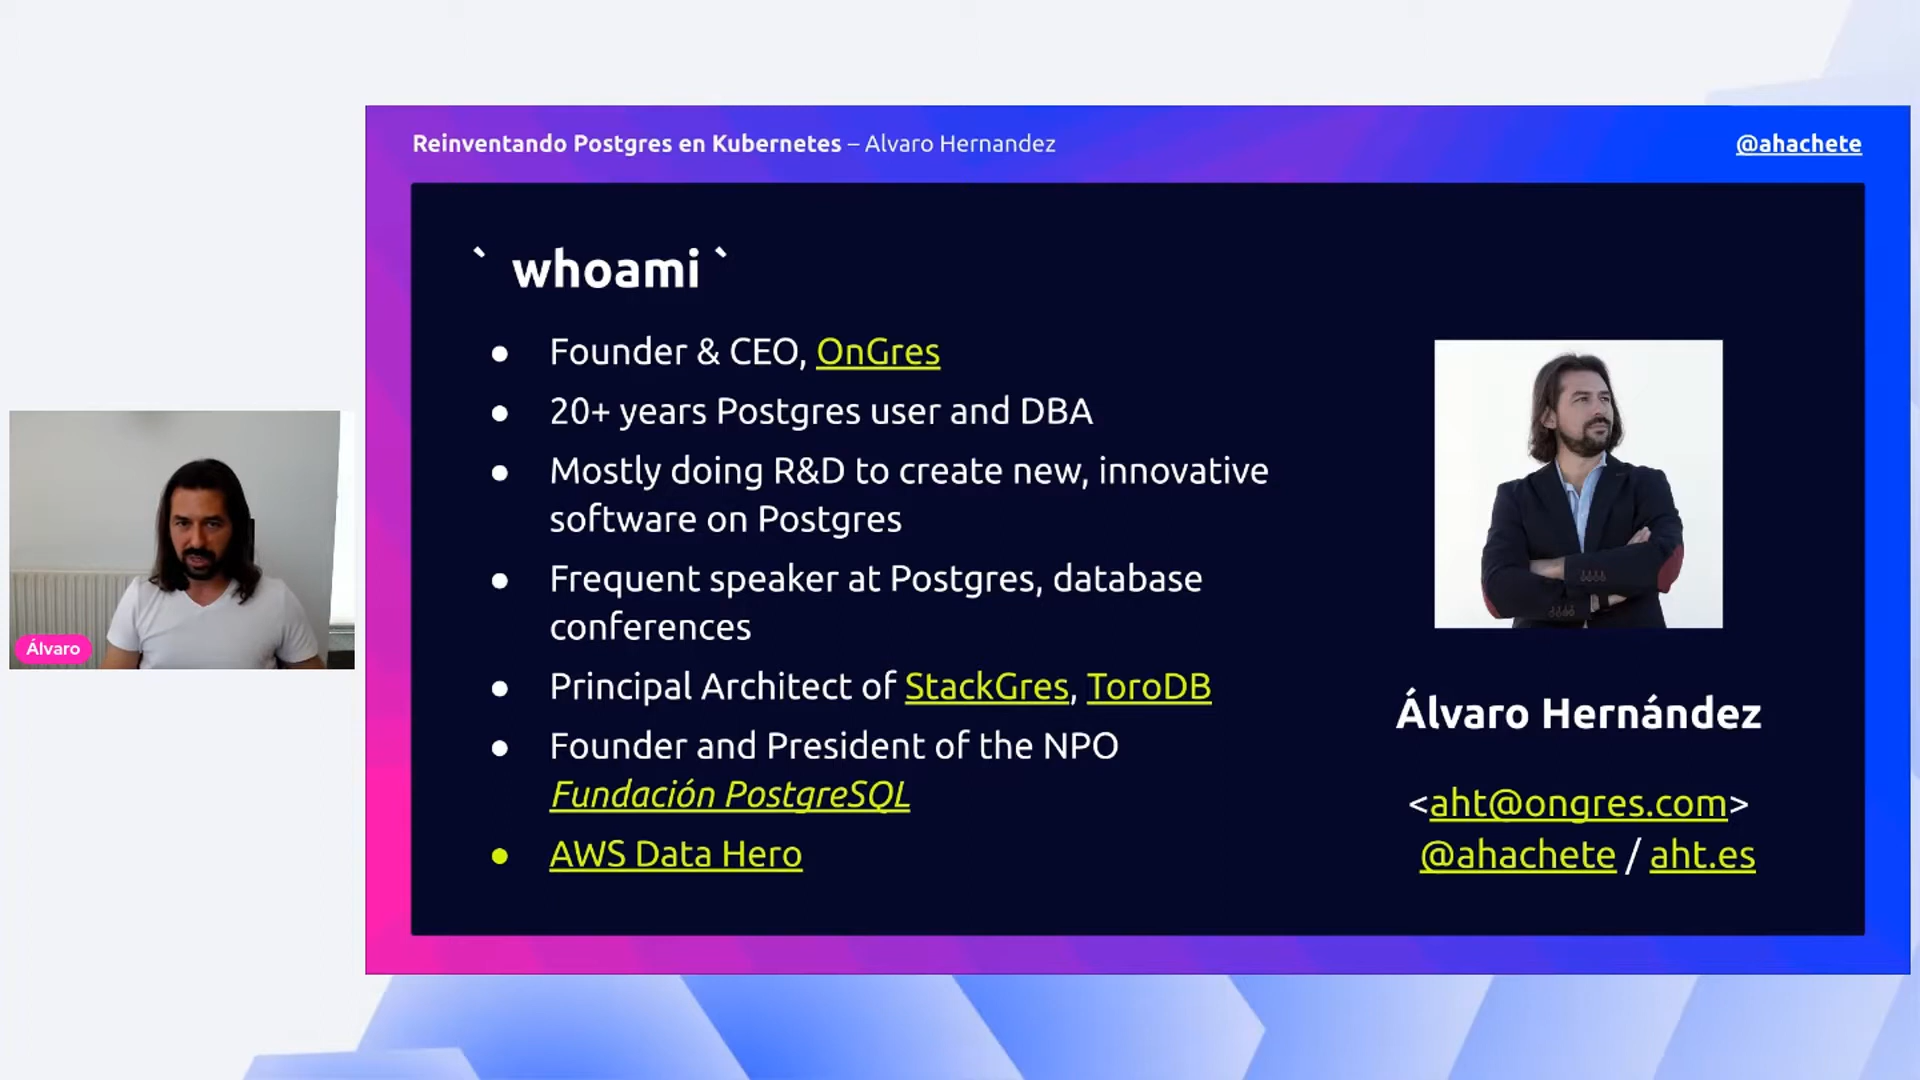 Reinventando Postgres en Kubernetes – Alvaro Hernandez
@ahachete
` whoami `
● Founder & CEO, OnGres
● 20+ years Postgres user and DBA
● Mostly doing R&D to create new, innovative
software on Postgres
● Frequent speaker at Postgres, database
conferences
● Principal Architect of StackGres, ToroDB
● Founder and President of the NPO
Fundación PostgreSQL
● AWS Data Hero
Álvaro Hernández
<aht@ongres.com>
@ahachete / aht.es
Álvaro